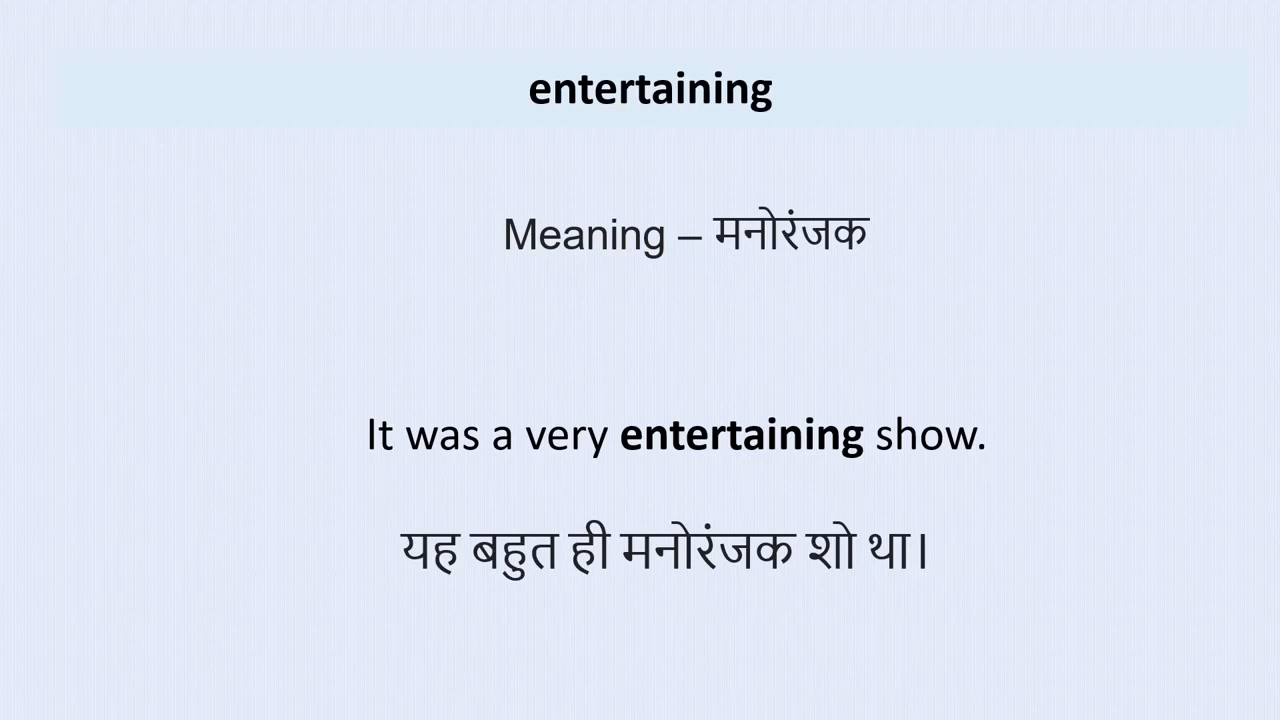 entertaining
Meaning – मनोरंजक
It was a very entertaining show.
यह बहुत ही मनोरंजक शो था।